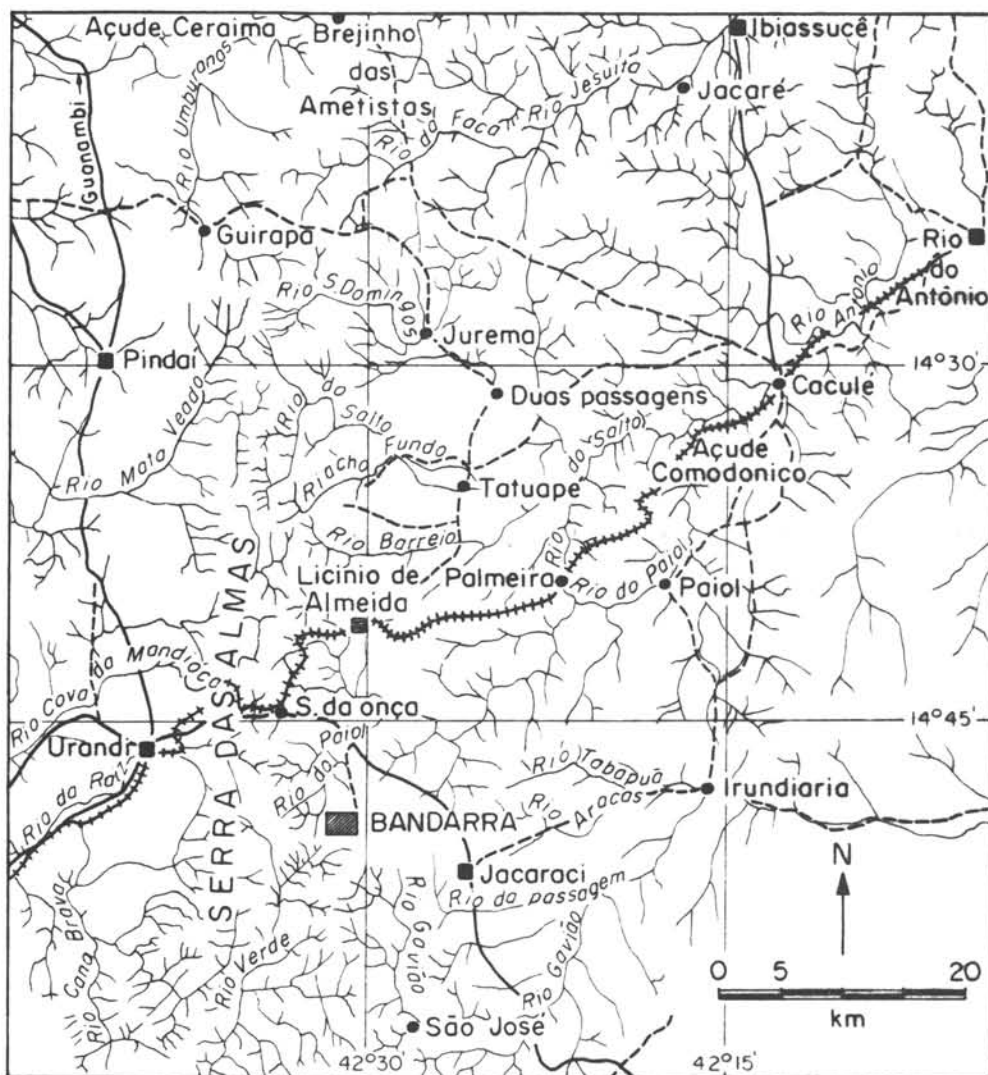 Açude Ceraima
Brejinho
das
Ametistas
Ibiassucê
Jacaré
Rio Jesuita
Rio da Faca
Rio Umburanas
Guanambi
Guirapá
Rio S. Domingos
Jurema
Rio
do
Antônio
Rio Antonio
Pindaí
14°30'
Caculé
Duas passagens
Rio do Salto
Riacho Fundo
Rio Mata Veado
Tatuape
Açude
Comodonico
Rio do Salto
Rio Barreio
Licínio de
Almeida
Palmeira
Rio do Paiol
Paiol
SERRA DAS ALMAS
Rio Cova da Mandioca
S. da onça
14°45'
Urandi
Rio da Raiz
Rio do Paiol
Rio Tabapuã
Rio Aracas
Irundiaria
BANDARRA
N
Jacaraci
Rio da passagem
Rio Cana Brava
Rio Verde
Rio Gavião
Rio Gavião
0 5 20
km
São José
42°30'
42°15'